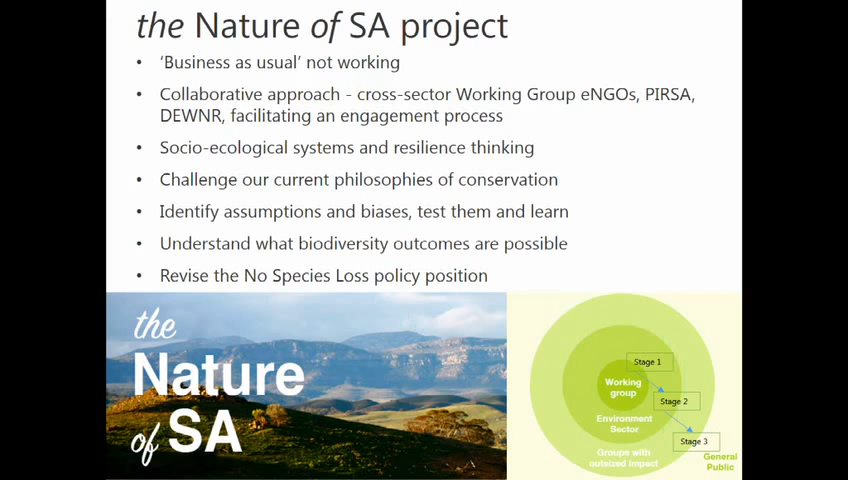 the Nature of SA project
• ‘Business as usual’ not working
• Collaborative approach - cross-sector Working Group eNGOs, PIRSA,
DEWNR, facilitating an engagement process
• Socio-ecological systems and resilience thinking
• Challenge our current philosophies of conservation
• Identify assumptions and biases, test them and learn
• Understand what biodiversity outcomes are possible
• Revise the No Species Loss policy position
the
Nature
of SA
Stage 1
Working
group
Stage 2
Environment
Sector
Stage 3
Groups with
outsized impact
General
Public